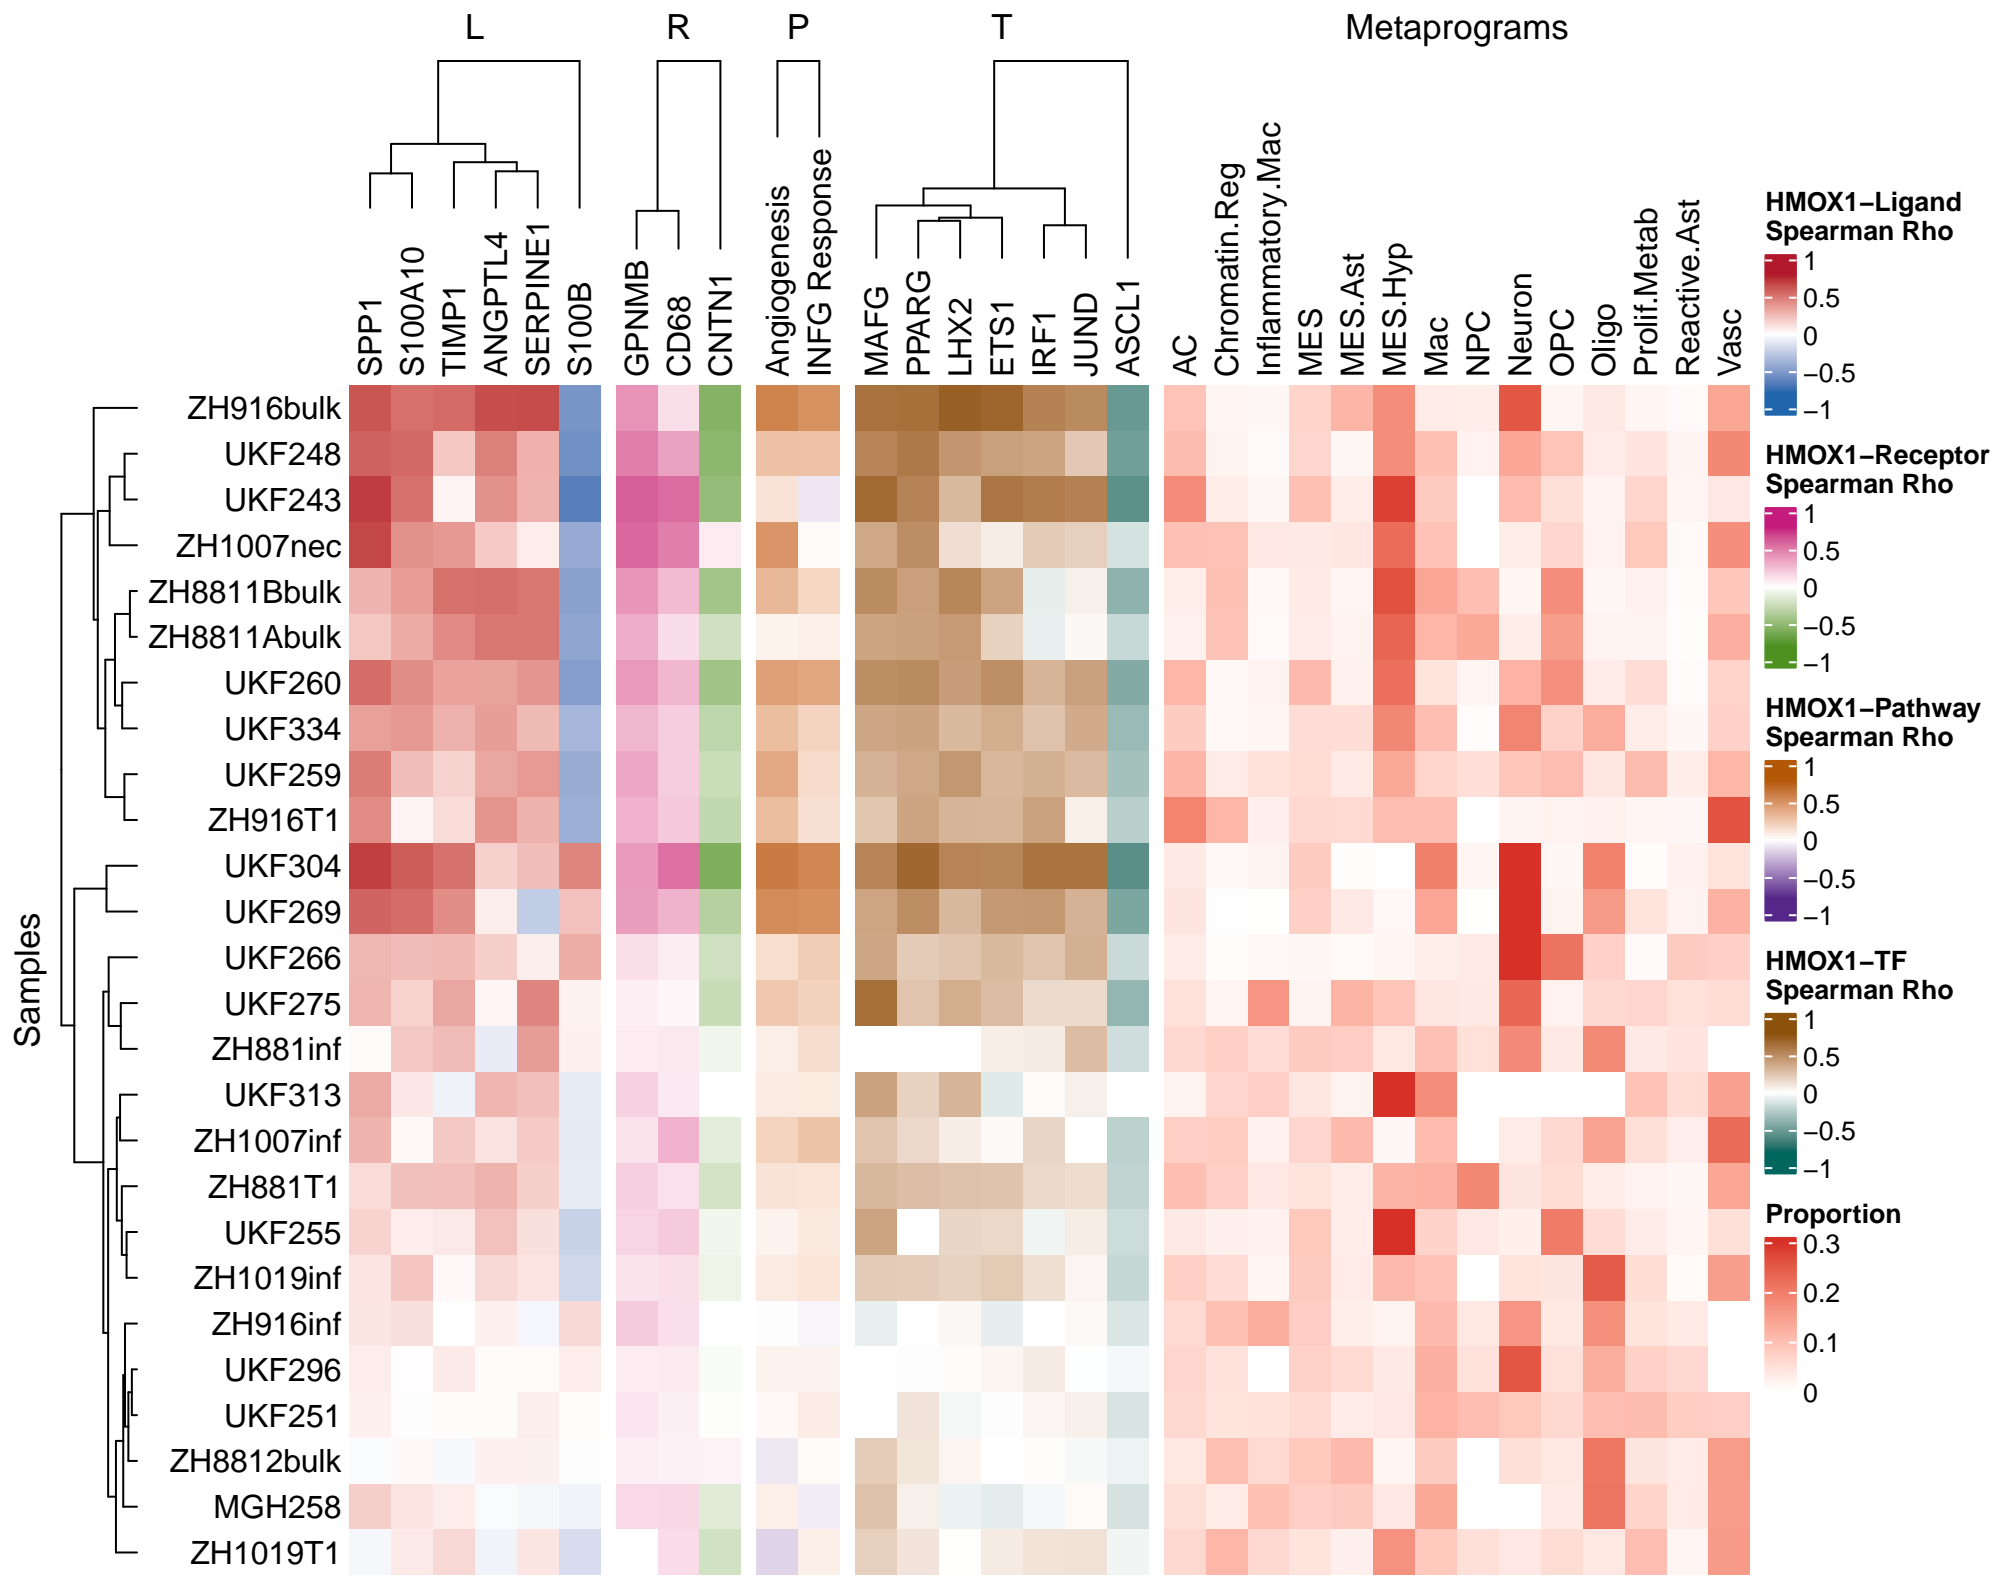 L R P T Metaprograms
SPP1
S100A10
TIMP1
ANGPTL4
SERPINE1
S100B
GPNMB
CD68
CNTN1
Angiogenesis
INFG Response
MAFG
PPARG
LHX2
ETS1
IRF1
JUND
ASCL1
AC
Chromatin.Reg
Inflammatory.Mac
MES
MES.Ast
MES.Hyp
Mac
NPC
Neuron
OPC
Oligo
Prolif.Metab
Reactive.Ast
Vasc
Samples
ZH916bulk
UKF248
UKF243
ZH1007nec
ZH8811Bbulk
ZH8811Abulk
UKF260
UKF334
UKF259
ZH916T1
UKF304
UKF269
UKF266
UKF275
ZH881inf
UKF313
ZH1007inf
ZH881T1
UKF255
ZH1019inf
ZH916inf
UKF296
UKF251
ZH8812bulk
MGH258
ZH1019T1
HMOX1−Ligand
Spearman Rho
1
0.5
0
−0.5
−1
HMOX1−Receptor
Spearman Rho
1
0.5
0
−0.5
−1
HMOX1−Pathway
Spearman Rho
1
0.5
0
−0.5
−1
HMOX1−TF
Spearman Rho
1
0.5
0
−0.5
−1
Proportion
0.3
0.2
0.1
0